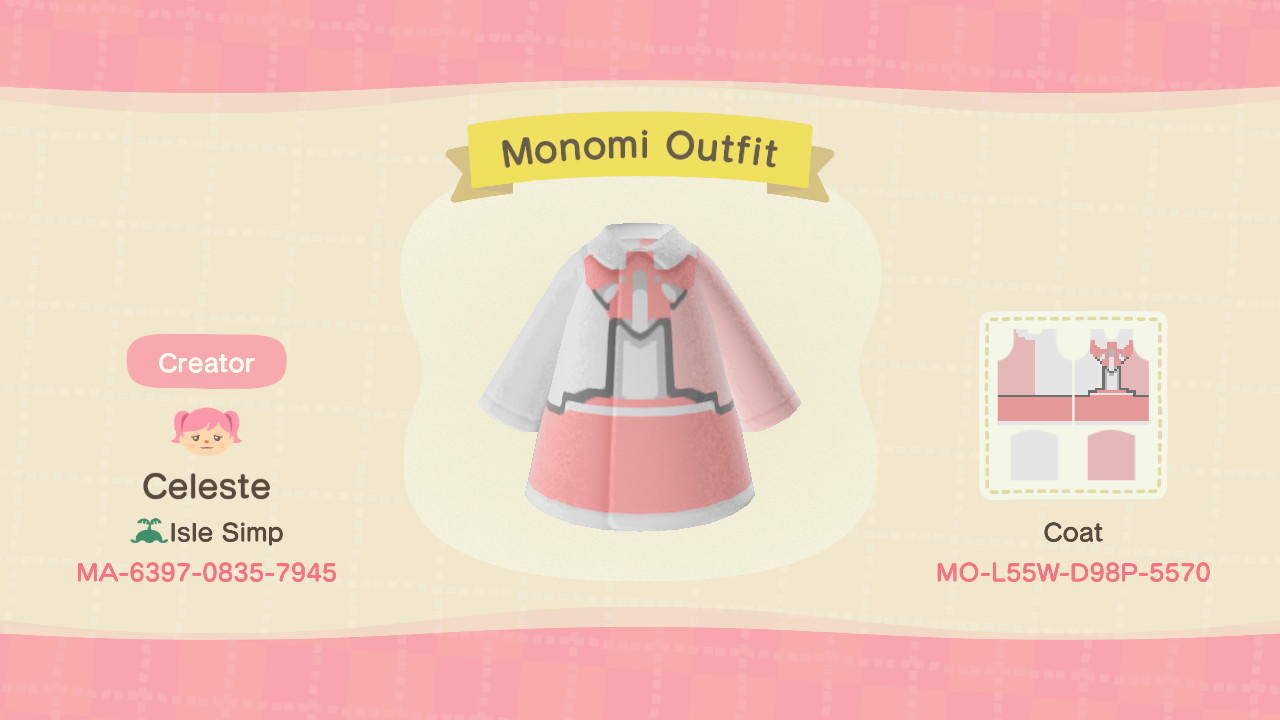 Monomi Outfit
Creator
Celeste
Isle Simp
MA-6397-0835-7945
Coat
MO-L55W-D98P-5570